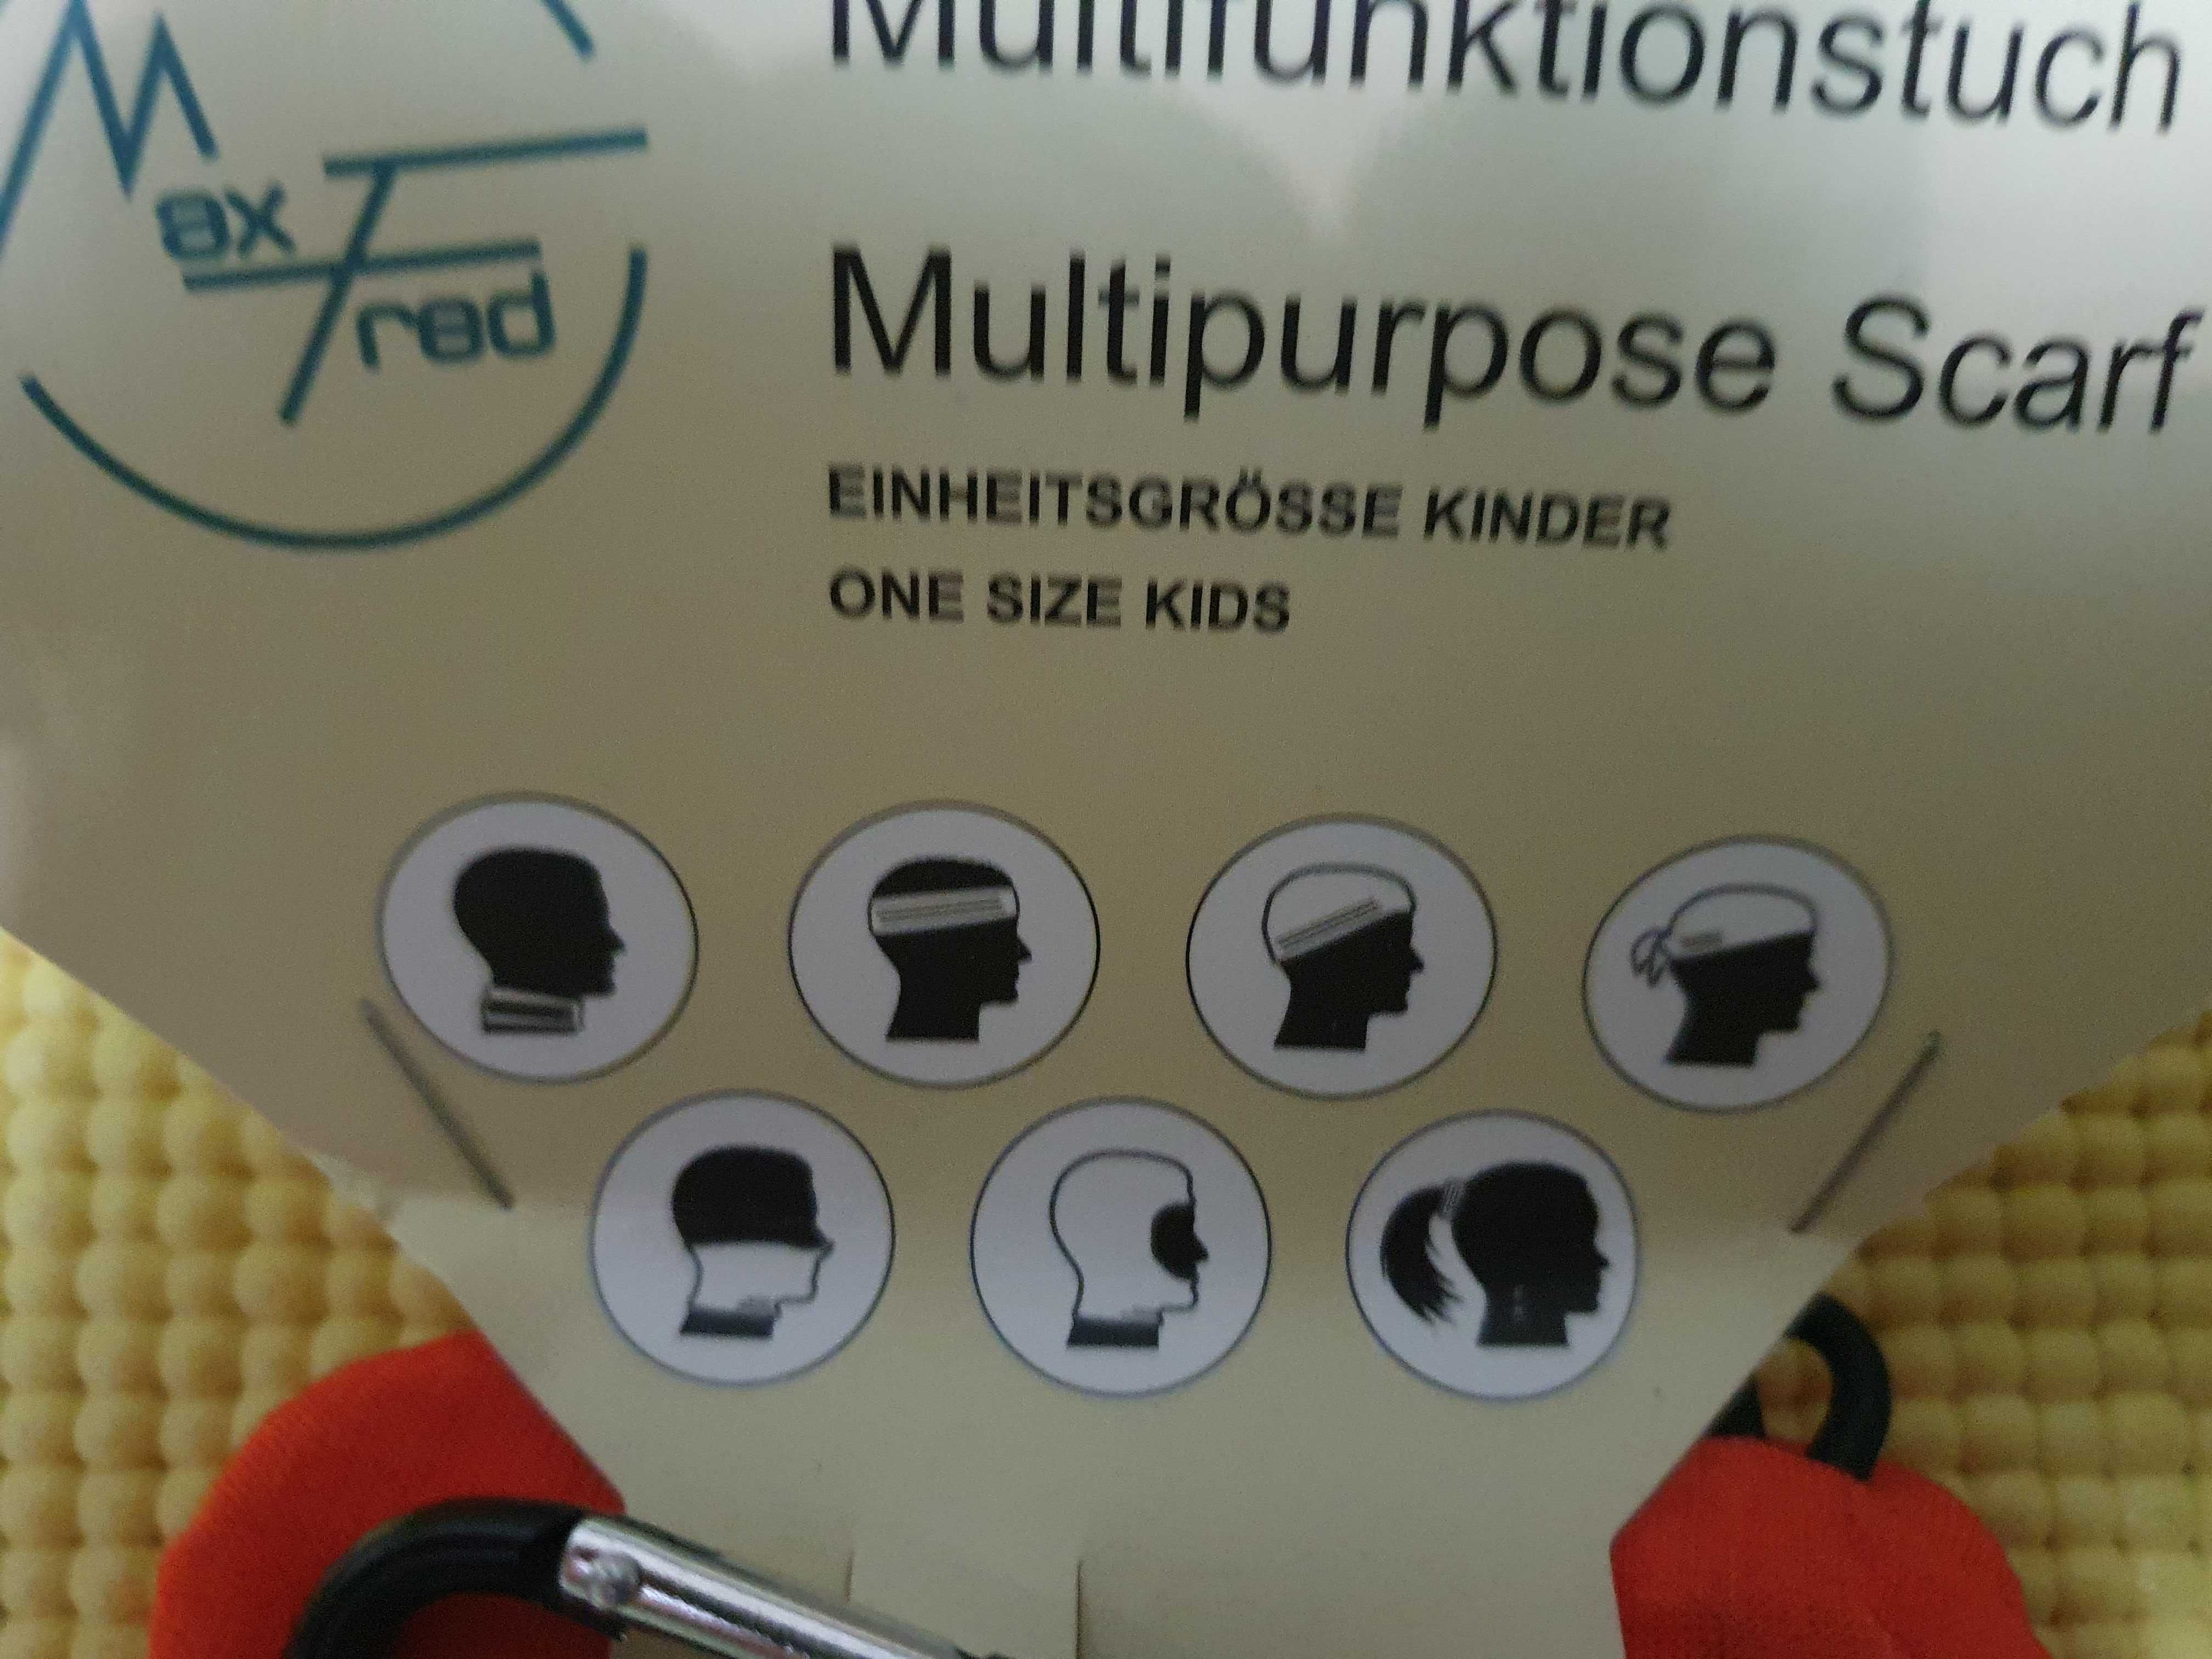 Max
Fred
Multifunktionstuch
Multipurpose Scarf
EINHEITSGRÖSSE KINDER
ONE SIZE KIDS